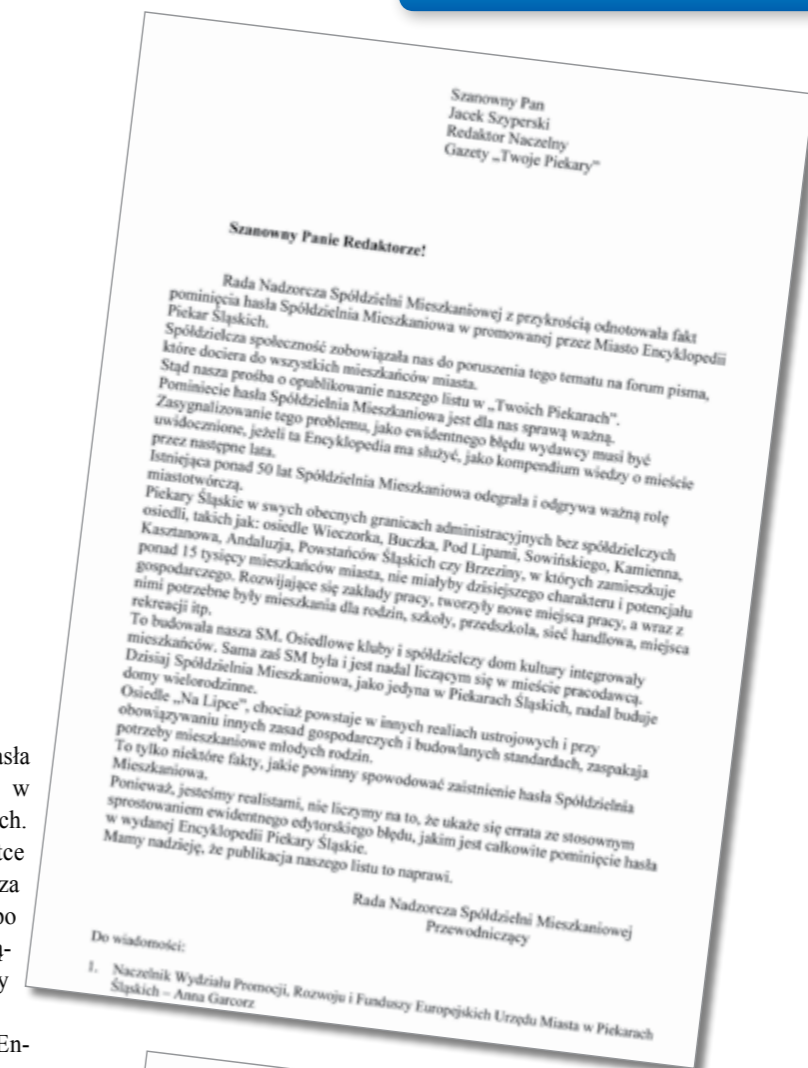 Szanowny Pan
Jacek Szyperski
Redaktor Naczelny
Gazety „Twoje Piekary”
Szanowny Panie Redaktorze!
Rada Nadzorcza Spółdzielni Mieszkaniowej z przykrością odnotowała fakt
pominięcia hasła Spółdzielnia Mieszkaniowa w promowanej przez Miasto Encyklopedii
Piekar Śląskich.
Spółdzielcza społeczność zobowiązała nas do poruszenia tego tematu na forum pisma,
które dociera do wszystkich mieszkańców miasta.
Stąd nasza prośba o opublikowanie naszego listu w „Twoich Piekarach”.
Pominiecie hasła Spółdzielnia Mieszkaniowa jest dla nas sprawą ważną.
Zasygnalizowanie tego problemu, jako ewidentnego błędu wydawcy musi być
uwidocznione, jeżeli ta Encyklopedia ma służyć, jako kompendium wiedzy o mieście
przez następne lata.
Istniejąca ponad 50 lat Spółdzielnia Mieszkaniowa odegrała i odgrywa ważną rolę
miastotwórczą.
Piekary Śląskie w swych obecnych granicach administracyjnych bez spółdzielczych
osiedli, takich jak: osiedle Wieczorka, Buczka, Pod Lipami, Sowińskiego, Kamienna,
Kasztanowa, Andaluzja, Powstańców Śląskich czy Brzeziny, w których zamieszkuje
ponad 15 tysięcy mieszkańców miasta, nie miałyby dzisiejszego charakteru i potencjału
gospodarczego. Rozwijające się zakłady pracy, tworzyły nowe miejsca pracy, a wraz z
nimi potrzebne były mieszkania dla rodzin, szkoły, przedszkola, sieć handlowa, miejsca
rekreacji itp.
To budowała nasza SM. Osiedlowe kluby i spółdzielczy dom kultury integrowały
mieszkańców. Sama zaś SM była i jest nadal liczącym się w mieście pracodawcą.
Dzisiaj Spółdzielnia Mieszkaniowa, jako jedyna w Piekarach Śląskich, nadal buduje
domy wielorodzinne.
Osiedle „Na Lipce”, chociaż powstaje w innych realiach ustrojowych i przy
obowiązywaniu innych zasad gospodarczych i budowlanych standardach, zaspakaja
potrzeby mieszkaniowe młodych rodzin.
To tylko niektóre fakty, jakie powinny spowodować zaistnienie hasła Spółdzielnia
Mieszkaniowa.
Ponieważ, jesteśmy realistami, nie liczymy na to, że ukaże się errata ze stosownym
sprostowaniem ewidentnego edytorskiego błędu, jakim jest całkowite pominięcie hasła
w wydanej Encyklopedii Piekary Śląskie.
Mamy nadzieję, że publikacja naszego listu to naprawi.
Rada Nadzorcza Spółdzielni Mieszkaniowej
Przewodniczący
Do wiadomości:
1. Naczelnik Wydziału Promocji, Rozwoju i Funduszy Europejskich Urzędu Miasta w Piekarach
Śląskich – Anna Garcorz
asła
w
ch.
tce
za
po
ą-
y
En-